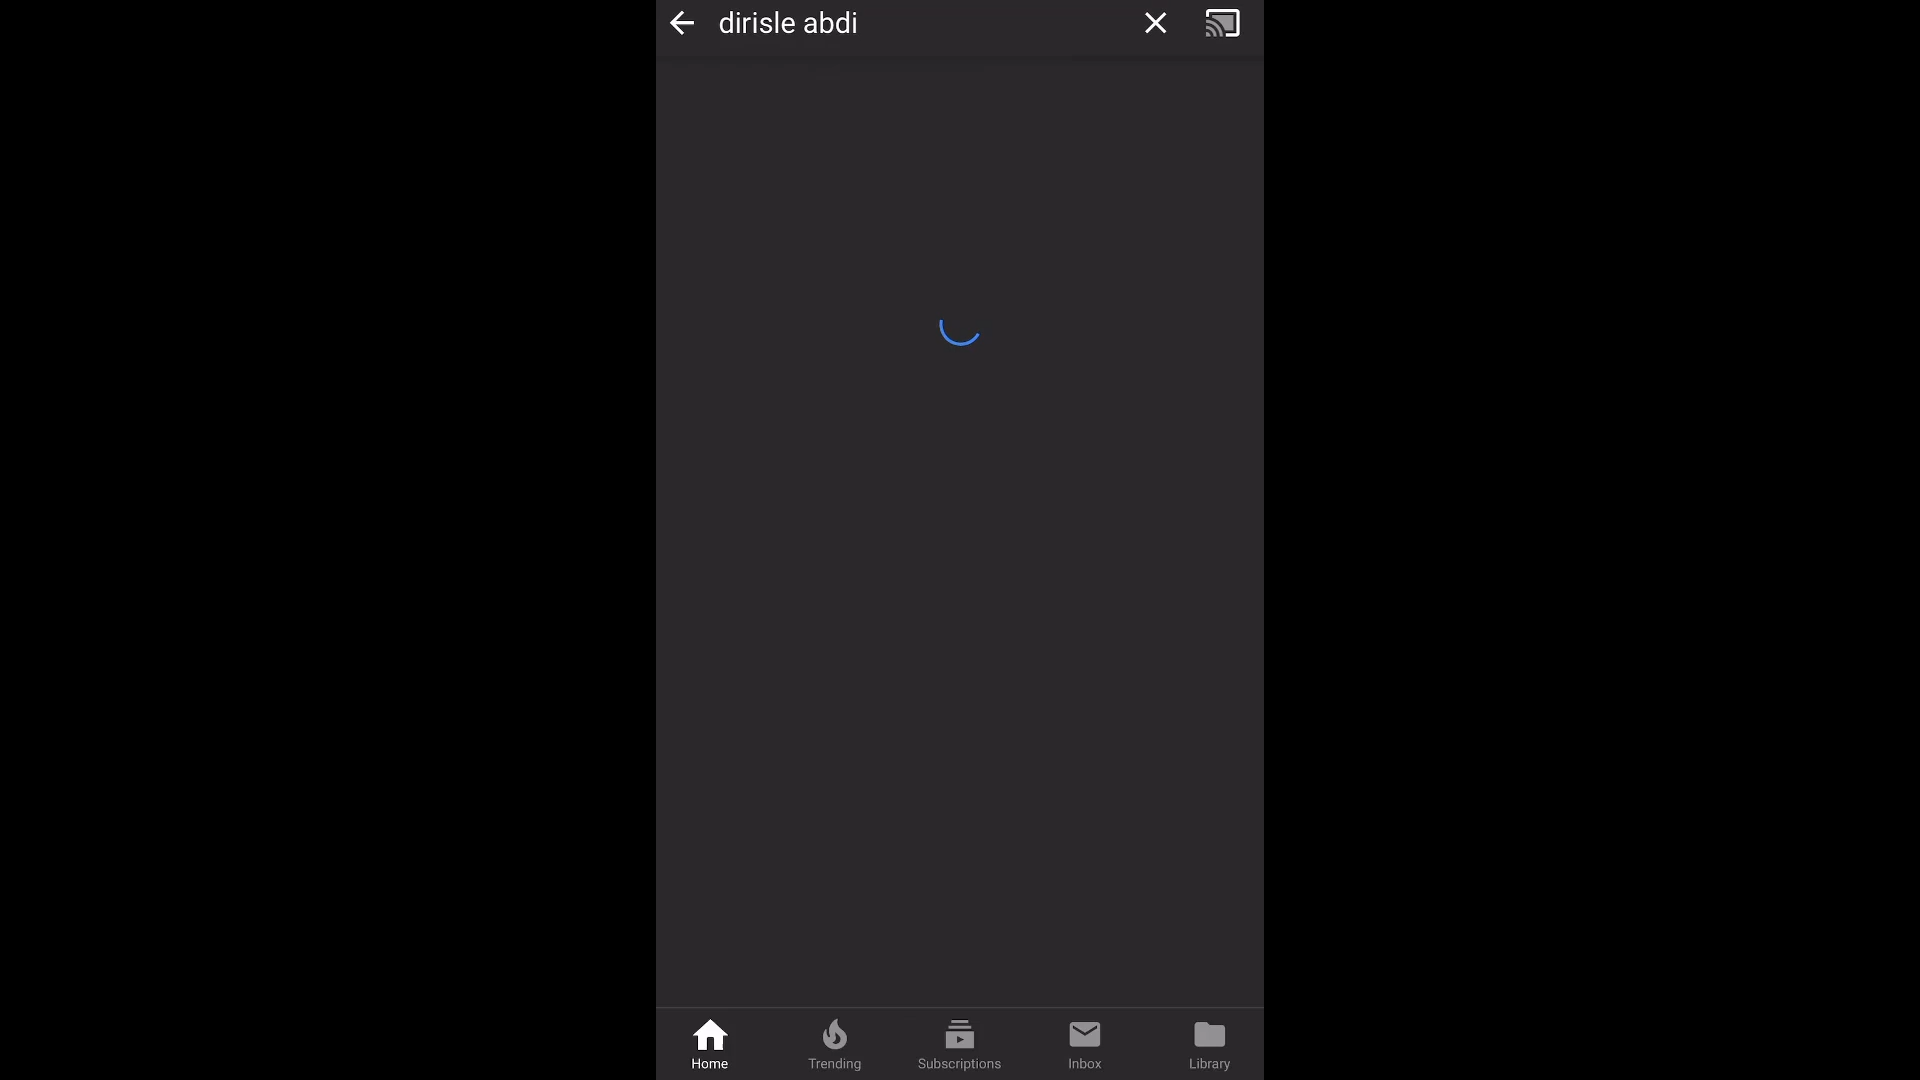 dirisle abdi
Home
Trending
Subscriptions
Inbox
Library